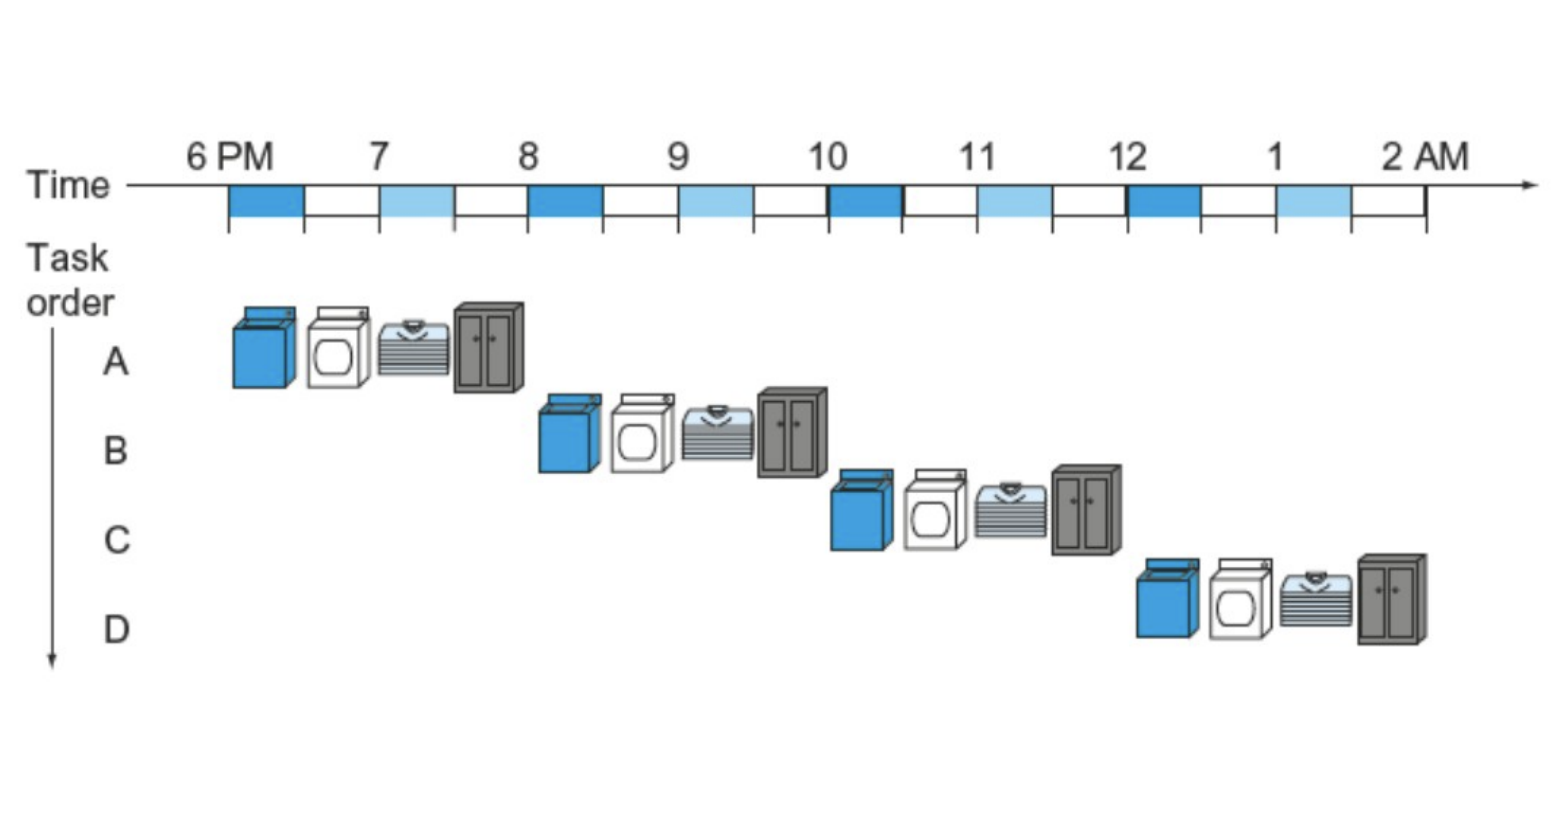 6 PM 7 8 9 10 11 12 1 2 AM
Time
Task
order
A
B
C
D